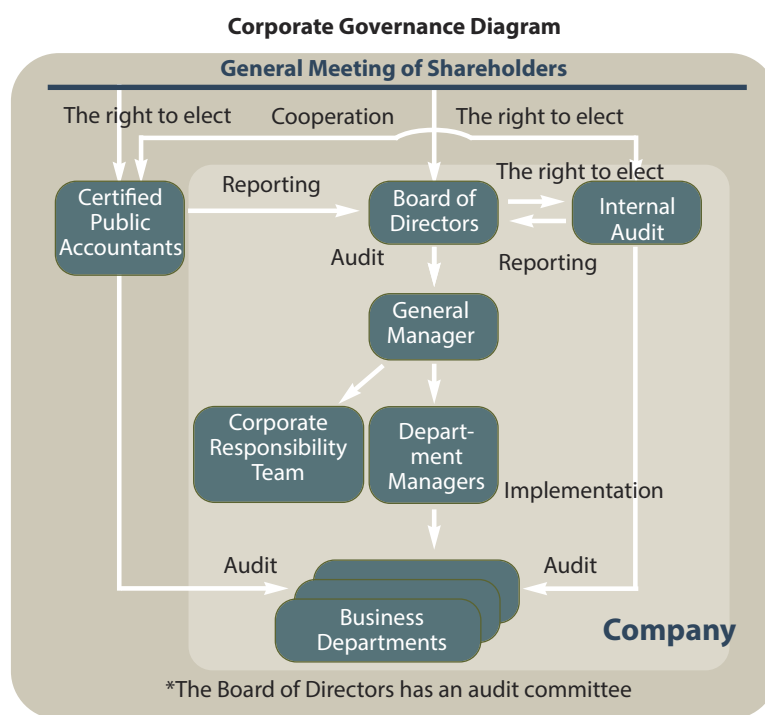 Corporate Governance Diagram
General Meeting of Shareholders
The right to elect
Cooperation
The right to elect
The right to elect
Certified
Public
Accountants
Reporting
Board of
Directors
Internal
Audit
Audit
Reporting
General
Manager
Corporate
Responsibility
Team
Depart-
ment
Managers
Implementation
Audit
Audit
Business
Departments
Company
*The Board of Directors has an audit committee